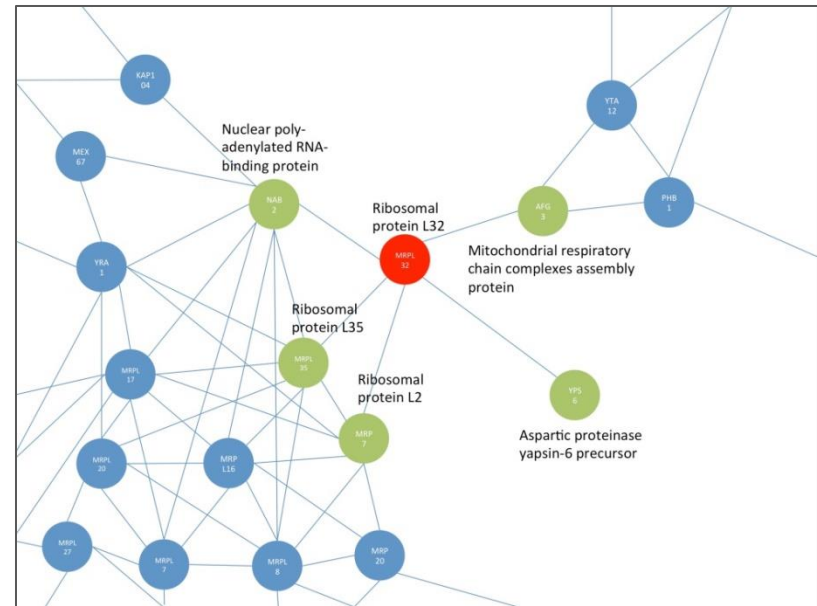 KAP1
04
YTA
12
Nuclear poly-
adenylated RNA-
binding protein
MEX
67
NAB
2
Ribosomal
protein L32
AFG
3
PHB
1
MRPL
32
Mitochondrial respiratory
chain complexes assembly
protein
YRA
1
Ribosomal
protein L35
MRPL
35
MRPL
17
Ribosomal
protein L2
YPS
6
MRP
7
Aspartic proteinase
yapsin-6 precursor
MRPL
20
MRP
L16
MRPL
27
MRPL
7
MRPL
8
MRP
20